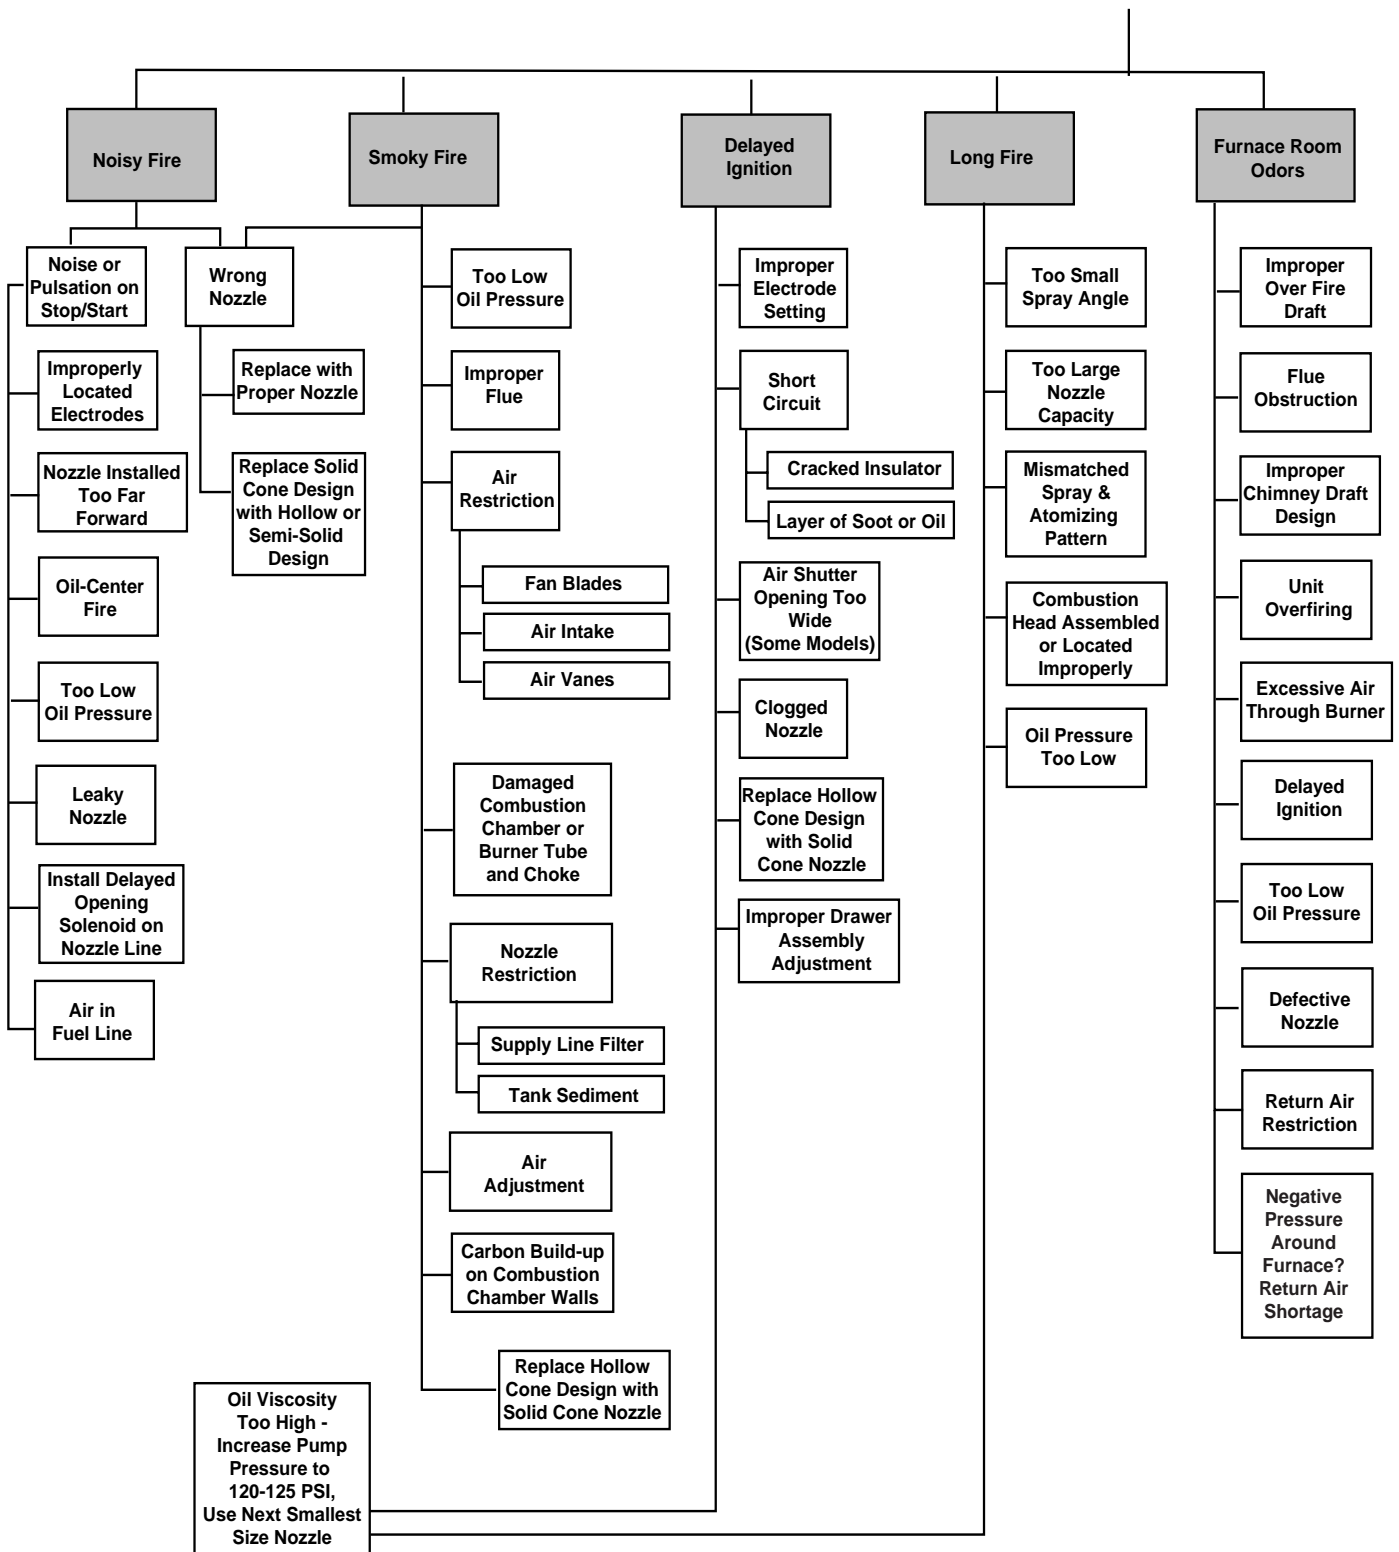 Noisy Fire
Smoky Fire
Delayed
Ignition
Long Fire
Furnace Room
Odors
Noise or
Pulsation on
Stop/Start
Improperly
Located
Electrodes
Nozzle Installed
Too Far
Forward
Oil-Center
Fire
Too Low
Oil Pressure
Leaky
Nozzle
Install Delayed
Opening
Solenoid on
Nozzle Line
Air in
Fuel Line
Wrong
Nozzle
Replace with
Proper Nozzle
Replace Solid
Cone Design
with Hollow or
Semi-Solid
Design
Too Low
Oil Pressure
Improper
Flue
Air
Restriction
Fan Blades
Air Intake
Air Vanes
Damaged
Combustion
Chamber or
Burner Tube
and Choke
Nozzle
Restriction
Supply Line Filter
Tank Sediment
Air
Adjustment
Carbon Build-up
on Combustion
Chamber Walls
Replace Hollow
Cone Design with
Solid Cone Nozzle
Improper
Electrode
Setting
Short
Circuit
Cracked Insulator
Layer of Soot or Oil
Air Shutter
Opening Too
Wide
(Some Models)
Clogged
Nozzle
Replace Hollow
Cone Design
with Solid
Cone Nozzle
Improper Drawer
Assembly
Adjustment
Too Small
Spray Angle
Too Large
Nozzle
Capacity
Mismatched
Spray &
Atomizing
Pattern
Combustion
Head Assembled
or Located
Improperly
Oil Pressure
Too Low
Improper
Over Fire
Draft
Flue
Obstruction
Improper
Chimney Draft
Design
Unit
Overfiring
Excessive Air
Through Burner
Delayed
Ignition
Too Low
Oil Pressure
Defective
Nozzle
Return Air
Restriction
Negative
Pressure
Around
Furnace?
Return Air
Shortage
Oil Viscosity
Too High -
Increase Pump
Pressure to
120-125 PSI,
Use Next Smallest
Size Nozzle